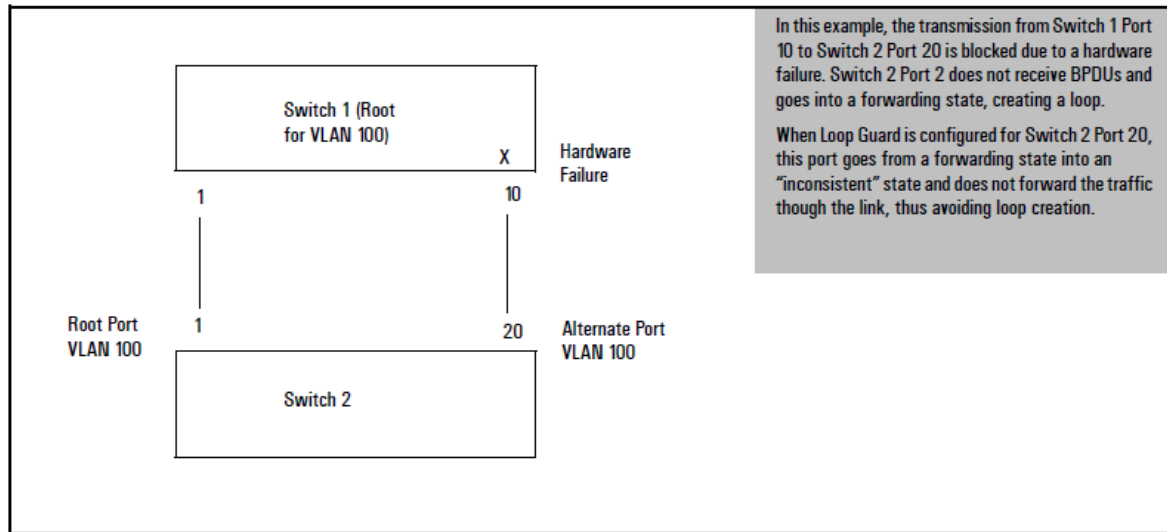 In this example, the transmission from Switch 1 Port
10 to Switch 2 Port 20 is blocked due to a hardware
failure. Switch 2 Port 2 does not receive BPDUs and
goes into a forwarding state, creating a loop.
When Loop Guard is configured for Switch 2 Port 20,
this port goes from a forwarding state into an
“inconsistent” state and does not forward the traffic
though the link, thus avoiding loop creation.
Switch 1 (Root
for VLAN 100)
X
Hardware
Failure
1
10
Root Port
VLAN 100
1
20
Alternate Port
VLAN 100
Switch 2